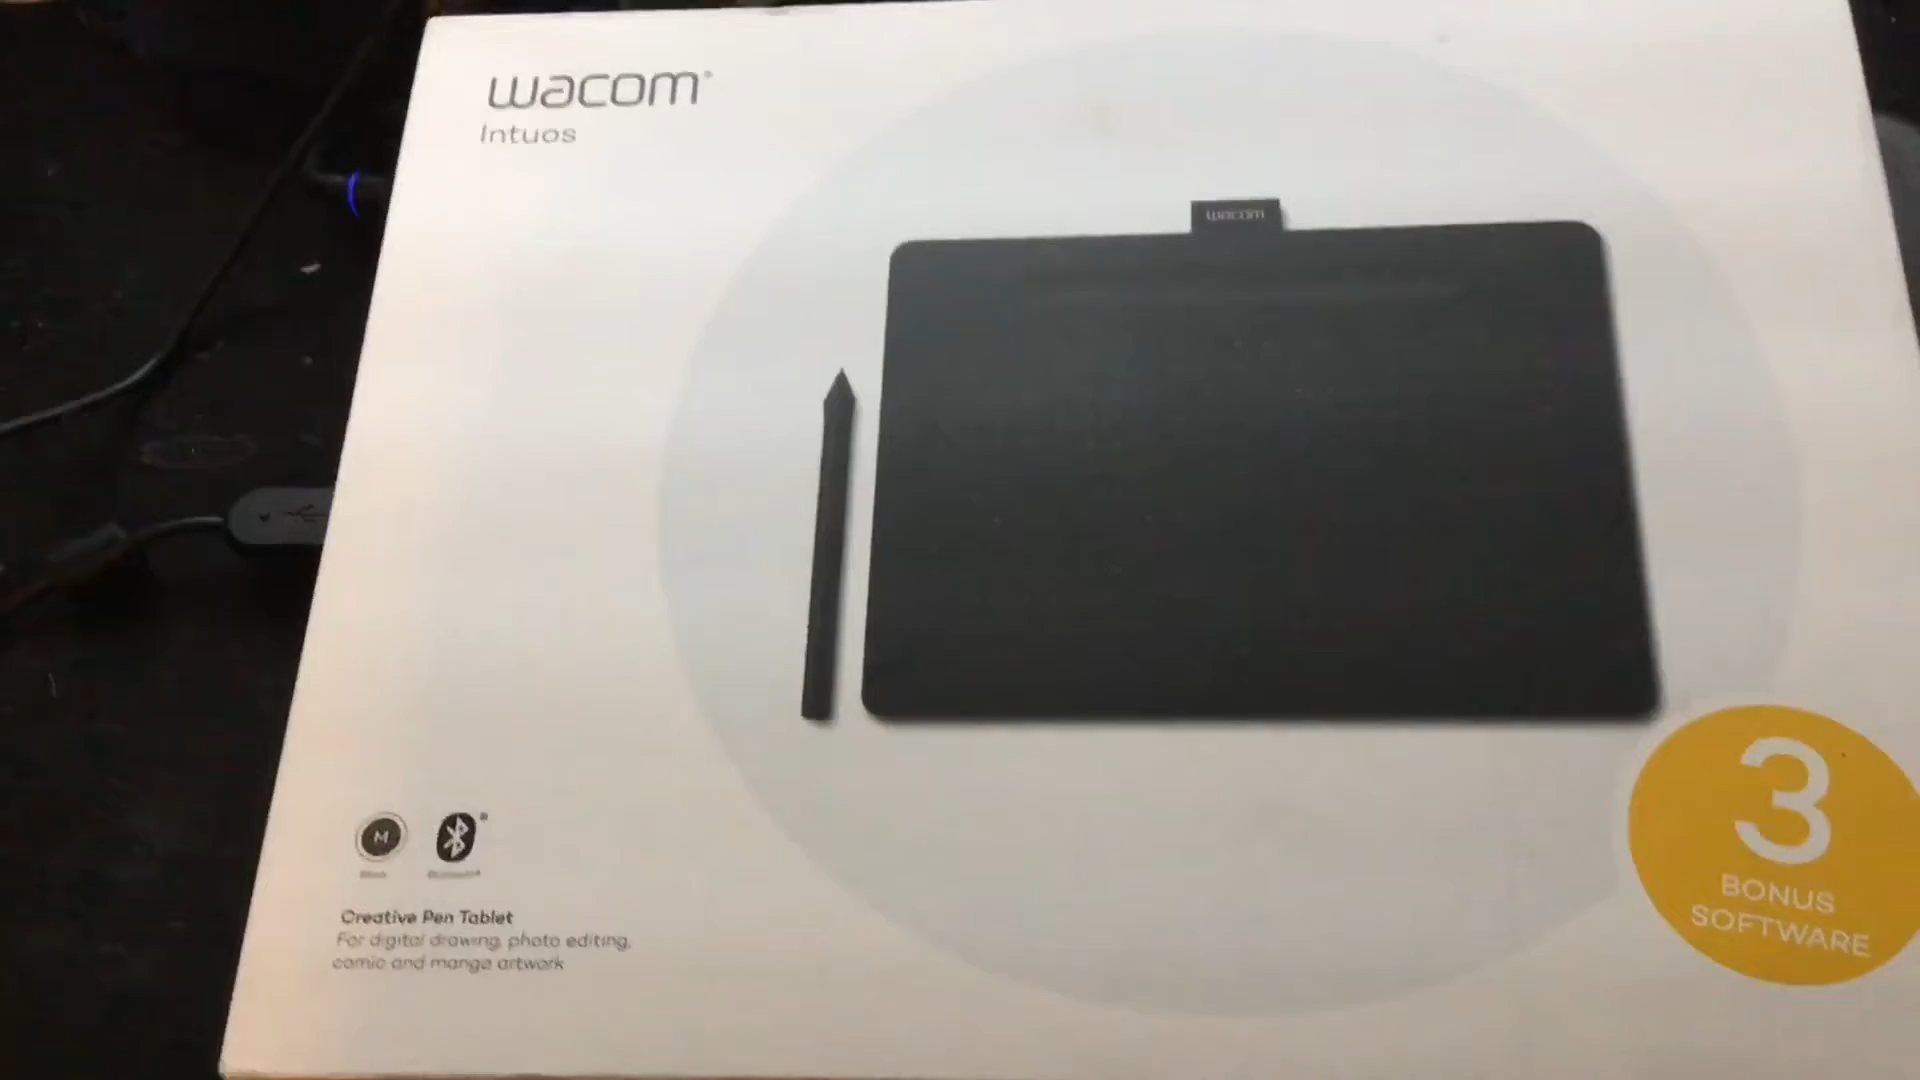 wacom
Intuos
wacom
M
Creative Pen Tablet
For digital drawing, photo editing,
comic and manga artwork
3
BONUS
SOFTWARE